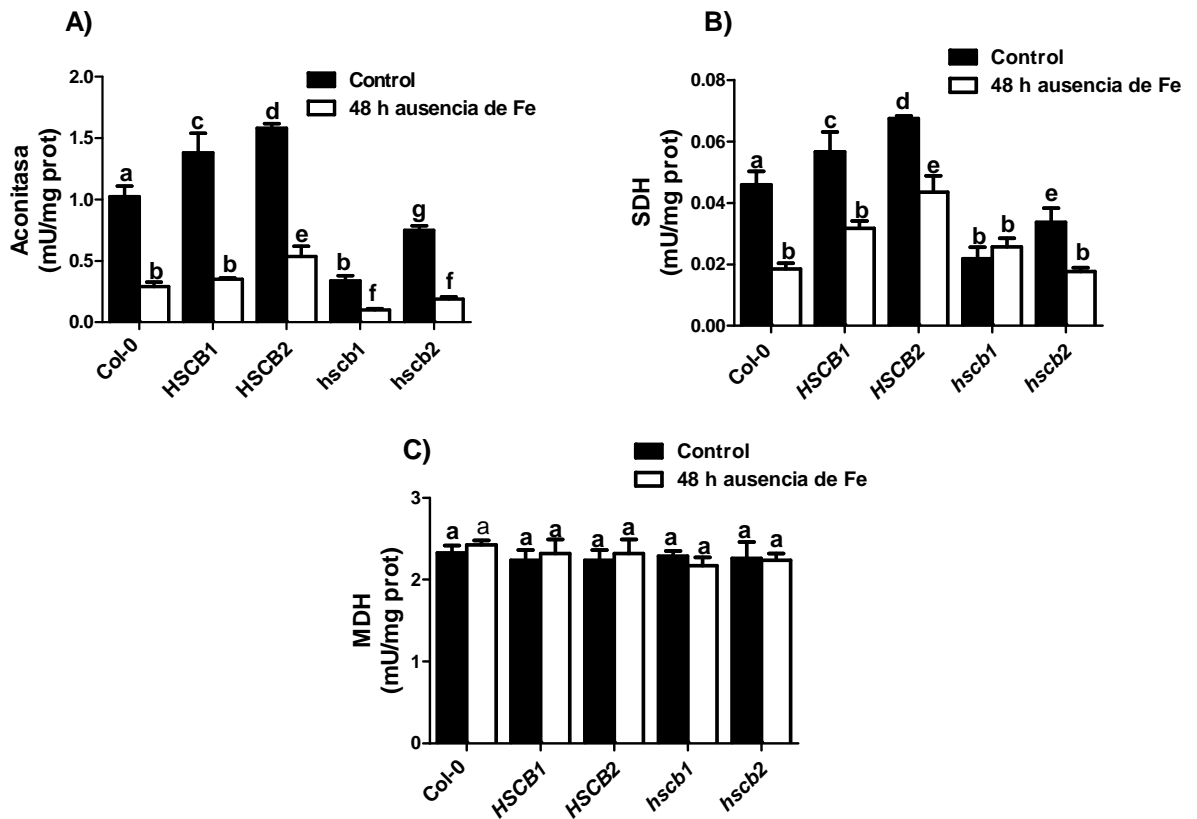 A)
Control
48 h ausencia de Fe
Aconitasa
(mU/mg prot)
2.0
1.5
1.0
0.5
0.0
a
b
c
b
d
e
b
f
g
f
Col-0
HSCB1
HSCB2
hscb1
hscb2
B)
Control
48 h ausencia de Fe
SDH
(mU/mg prot)
0.08
0.06
0.04
0.02
0.00
a
b
c
b
d
e
b
b
e
b
Col-0
HSCB1
HSCB2
hscb1
hscb2
C)
Control
48 h ausencia de Fe
MDH
(mU/mg prot)
3
2
1
0
a
a
a
a
a
a
a
a
a
a
Col-0
HSCB1
HSCB2
hscb1
hscb2